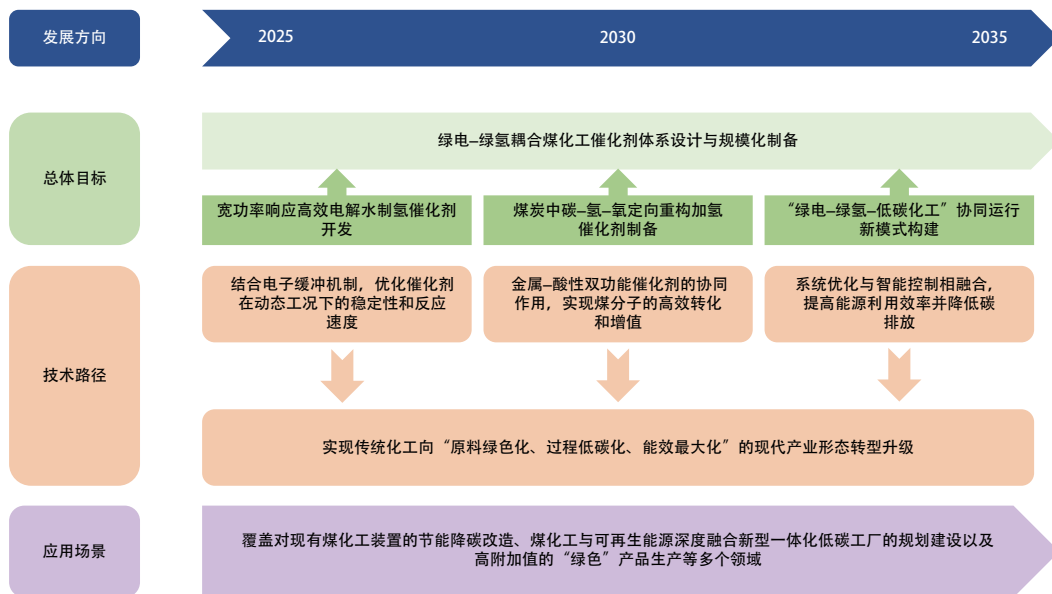 发展方向
2025
2030
2035
总体目标
绿电–绿氢耦合煤化工催化剂体系设计与规模化制备
宽功率响应高效电解水制氢催化剂
开发
煤炭中碳–氢–氧定向重构加氢
催化剂制备
“绿电–绿氢–低碳化工”协同运行
新模式构建
技术路径
结合电子缓冲机制，优化催化剂
在动态工况下的稳定性和反应
速度
金属–酸性双功能催化剂的协同
作用，实现煤分子的高效转化
和增值
系统优化与智能控制相融合，
提高能源利用效率并降低碳
排放
实现传统化工向“原料绿色化、过程低碳化、能效最大化”的现代产业形态转型升级
应用场景
覆盖对现有煤化工装置的节能降碳改造、煤化工与可再生能源深度融合新型一体化低碳工厂的规划建设以及
高附加值的“绿色”产品生产等多个领域